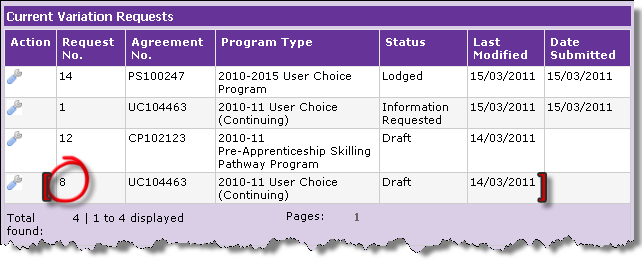 Current Variation Requests
Action Request Agreement Program Type Status Last Date
No. No. Modified Submitted
14 PS100247 2010-2015 User Choice Lodged 15/03/2011 15/03/2011
Program
1 UC104463 2010-11 User Choice Information 15/03/2011 15/03/2011
(Continuing) Requested
12 CP102123 2010-11 Draft 14/03/2011
Pre-Apprenticeship Skilling
Pathway Program
8 UC104463 2010-11 User Choice Draft 14/03/2011
(Continuing)
Total 4 | 1 to 4 displayed Pages: 1
found: